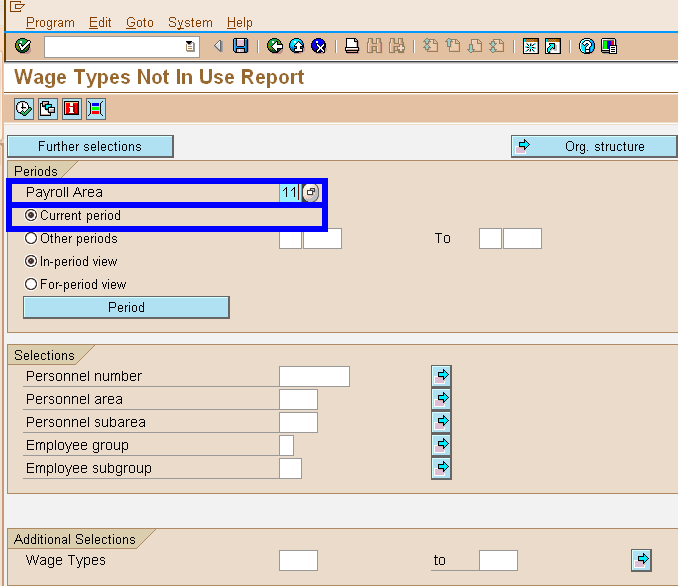 Program Edit Goto System Help
Wage Types Not In Use Report
Further selections
Org. structure
Periods
Payroll Area 11
Current period
Other periods To
In-period view
For-period view
Period
Selections
Personnel number
Personnel area
Personnel subarea
Employee group
Employee subgroup
Additional Selections
Wage Types to